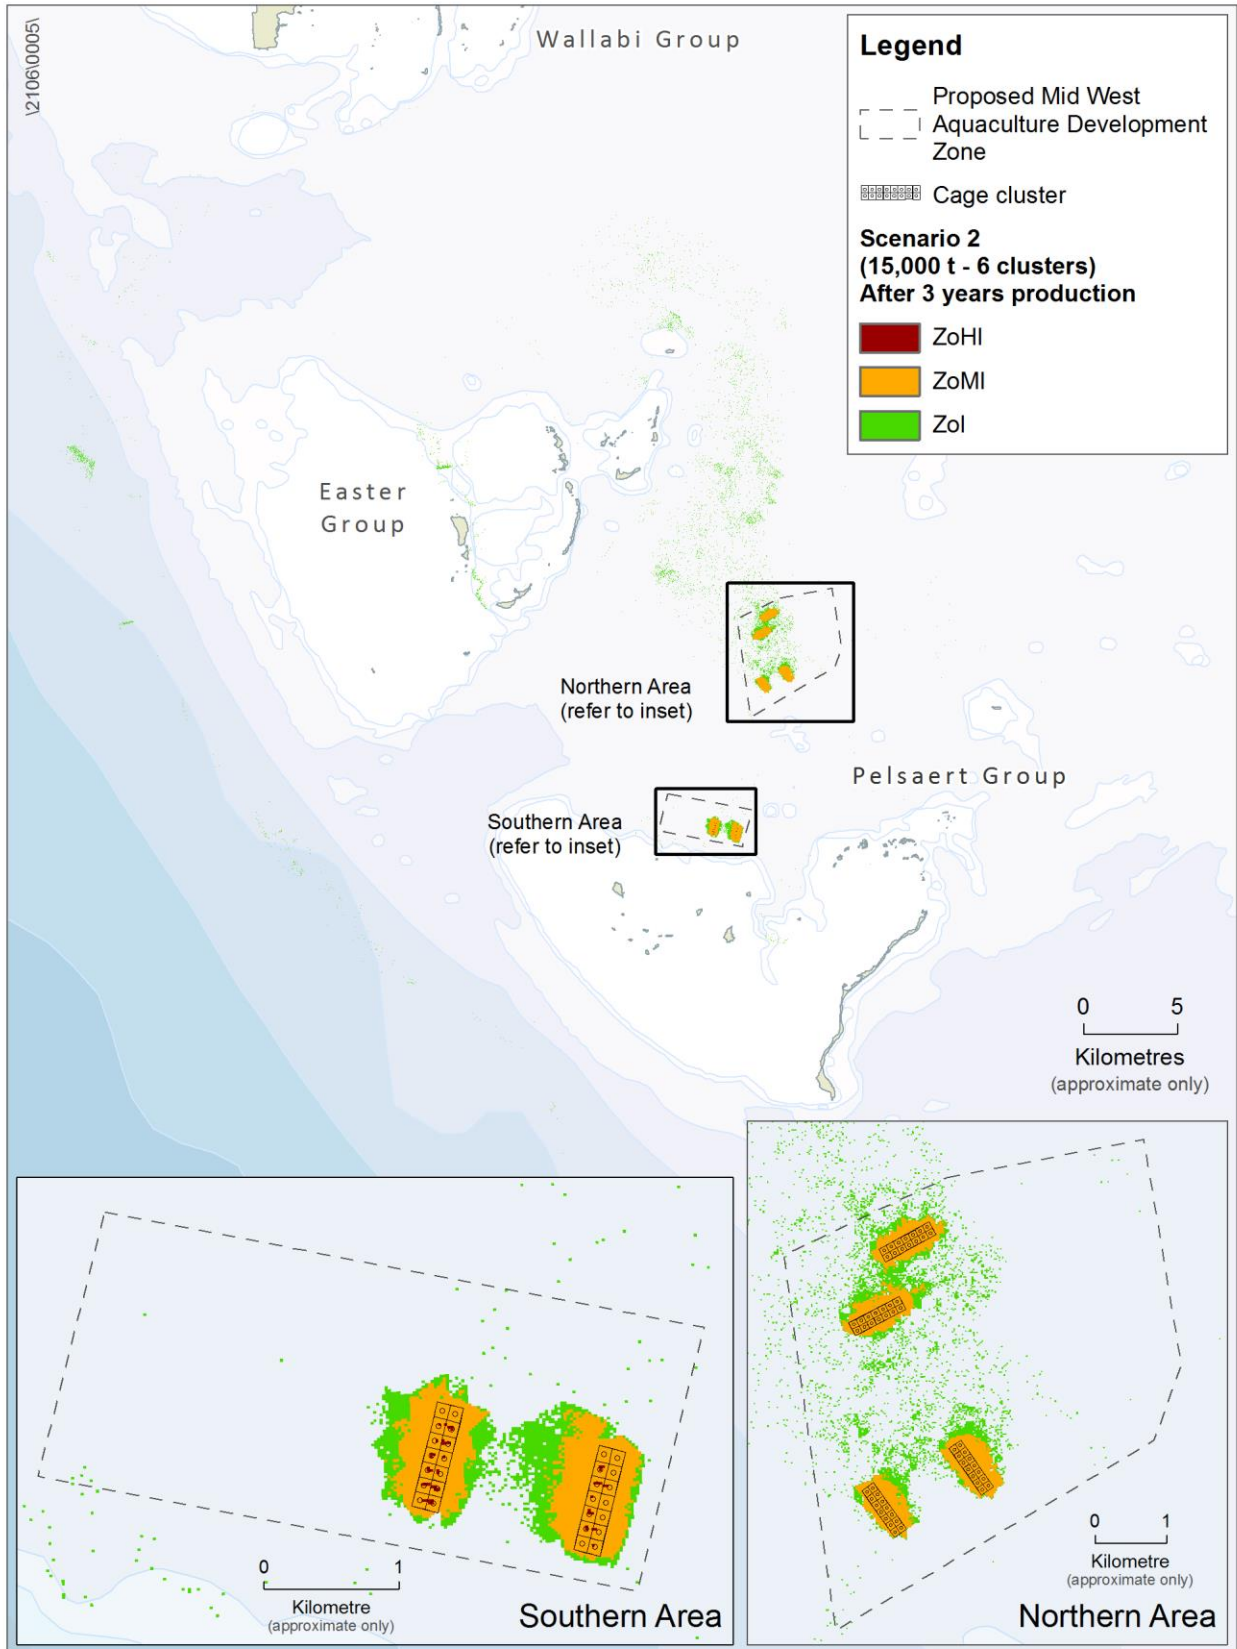 \2106\0005\
Wallabi Group
Legend
Proposed Mid West
Aquaculture Development
Zone
Cage cluster
Scenario 2
(15,000 t - 6 clusters)
After 3 years production
ZoHI
ZoMI
ZoI
Easter
Group
Northern Area
(refer to inset)
Pelsaert Group
Southern Area
(refer to inset)
0 5
Kilometres
(approximate only)
0 1
Kilometre
(approximate only)
Southern Area
0 1
Kilometre
(approximate only)
Northern Area